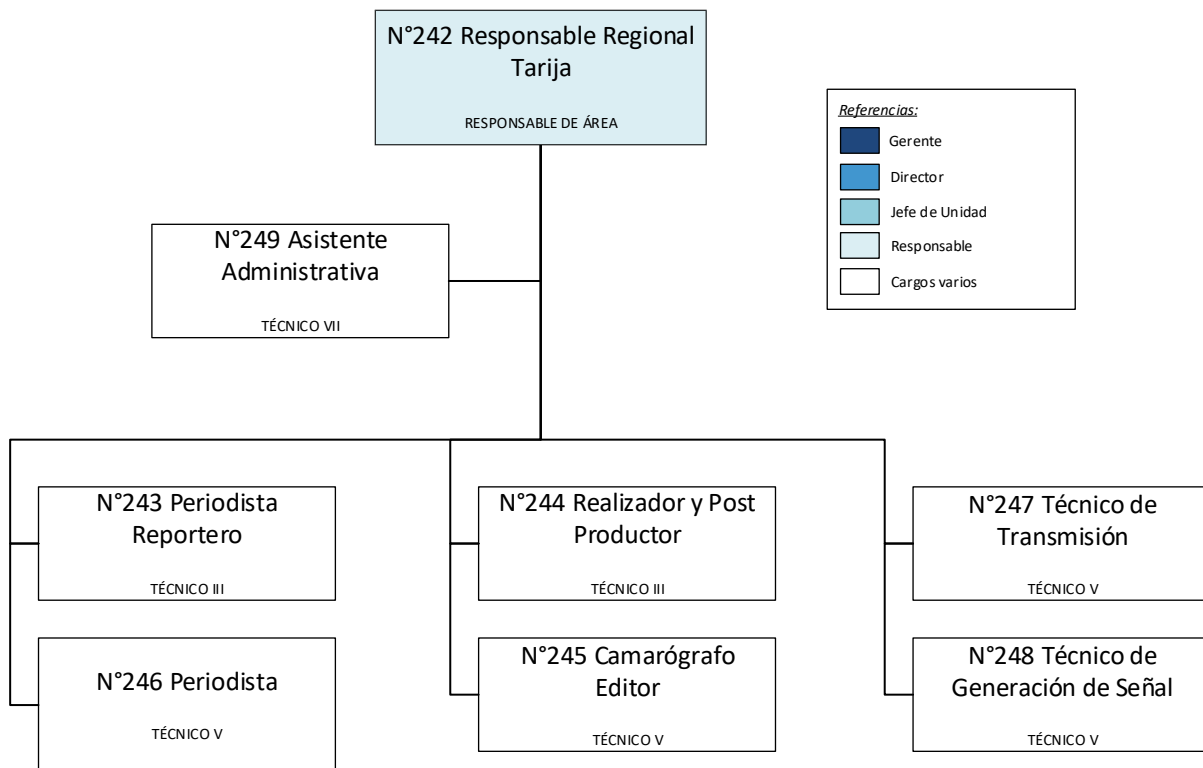 N°242 Responsable Regional
Tarija
RESPONSABLE DE ÁREA
Referencias:
Gerente
Director
Jefe de Unidad
Responsable
Cargos varios
N°249 Asistente
Administrativa
TÉCNICO VII
N°243 Periodista
Reportero
TÉCNICO III
N°244 Realizador y Post
Productor
TÉCNICO III
N°247 Técnico de
Transmisión
TÉCNICO V
N°246 Periodista
TÉCNICO V
N°245 Camarógrafo
Editor
TÉCNICO V
N°248 Técnico de
Generación de Señal
TÉCNICO V